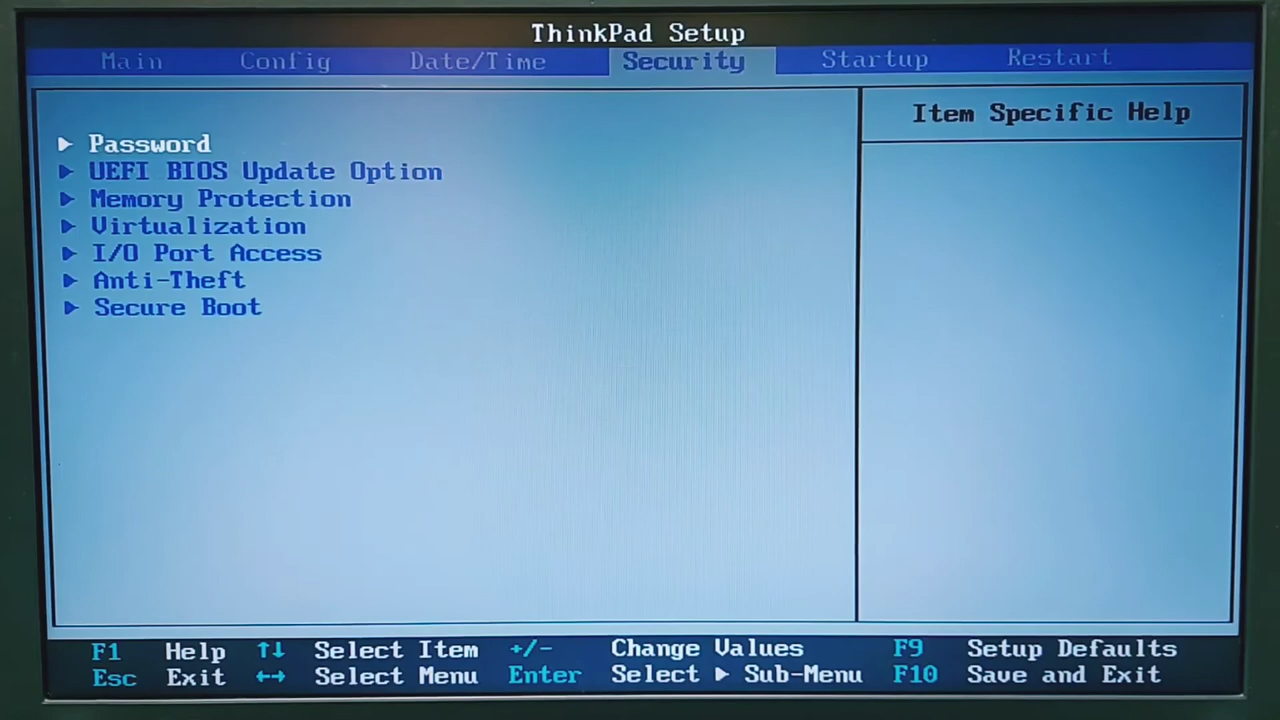 ThinkPad Setup
Main Config Date/Time Security Startup Restart
Item Specific Help
Password
UEFI BIOS Update Option
Memory Protection
Virtualization
I/O Port Access
Anti-Theft
Secure Boot
F1 Help ↑↓ Select Item +/- Change Values F9 Setup Defaults
Esc Exit ←→ Select Menu Enter Select ▶ Sub-Menu F10 Save and Exit